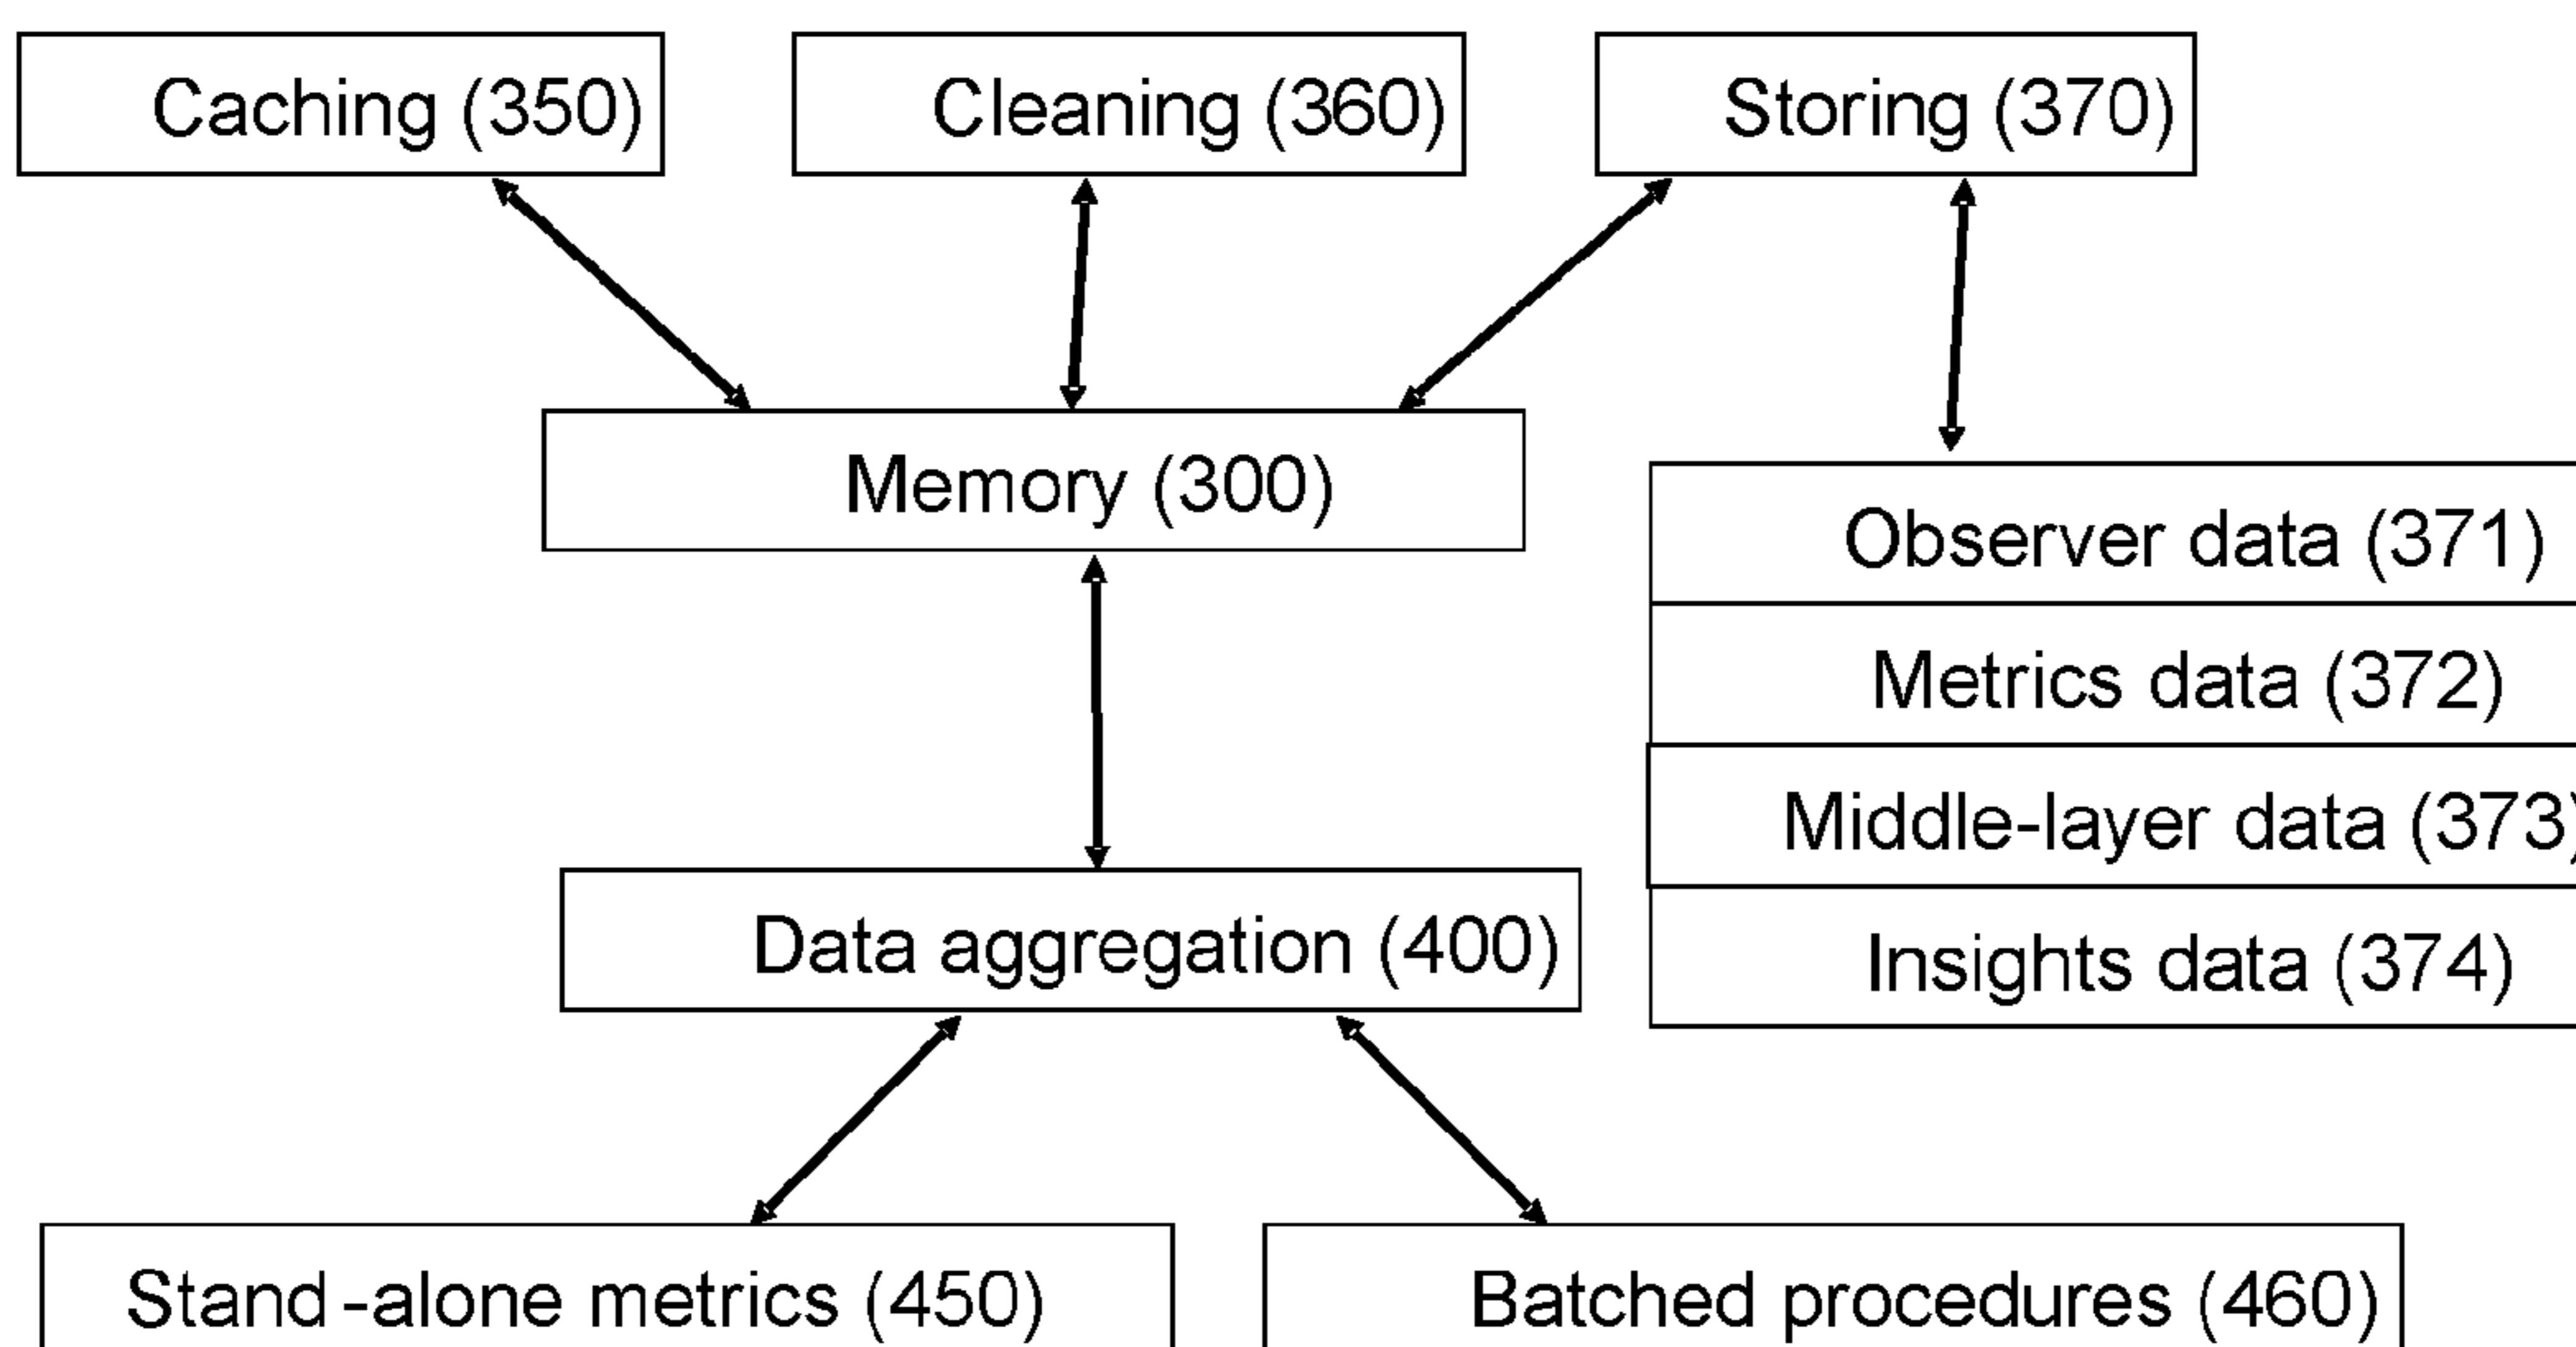 Caching (350)
Cleaning (360)
Storing (370)
Memory (300)
Observer data (371)
Metrics data (372)
Middle-layer data (373)
Insights data (374)
Data aggregation (400)
Stand-alone metrics (450)
Batched procedures (460)